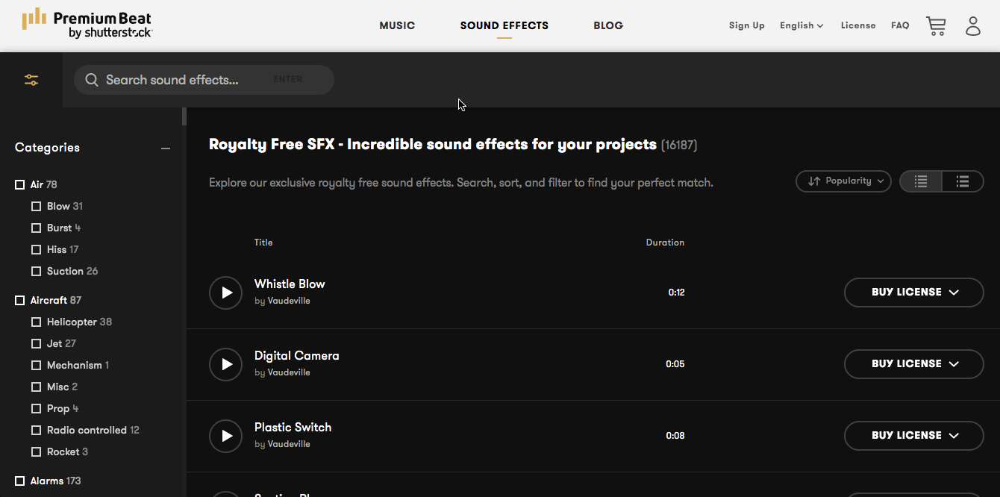 PremiumBeat
by shutterstock
MUSIC
SOUND EFFECTS
BLOG
Sign Up
English
License
FAQ
Search sound effects...
ENTER
Categories
Royalty Free SFX - Incredible sound effects for your projects (16187)
Explore our exclusive royalty free sound effects. Search, sort, and filter to find your perfect match.
Popularity
Air 78
Blow 31
Burst 4
Hiss 17
Suction 26
Aircraft 87
Helicopter 38
Jet 27
Mechanism 1
Misc 2
Prop 4
Radio controlled 12
Rocket 3
Alarms 173
Title
Duration
Whistle Blow
by Vaudeville
0:12
BUY LICENSE
Digital Camera
by Vaudeville
0:05
BUY LICENSE
Plastic Switch
by Vaudeville
0:08
BUY LICENSE